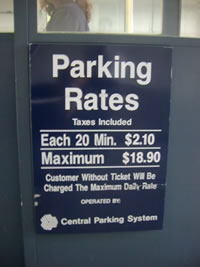 Parking
Rates
Taxes Included
Each 20 Min. $2.10
Maximum $18.90
Customer Without Ticket Will Be
Charged The Maximum Daily Rate
OPERATED BY:
Central Parking System